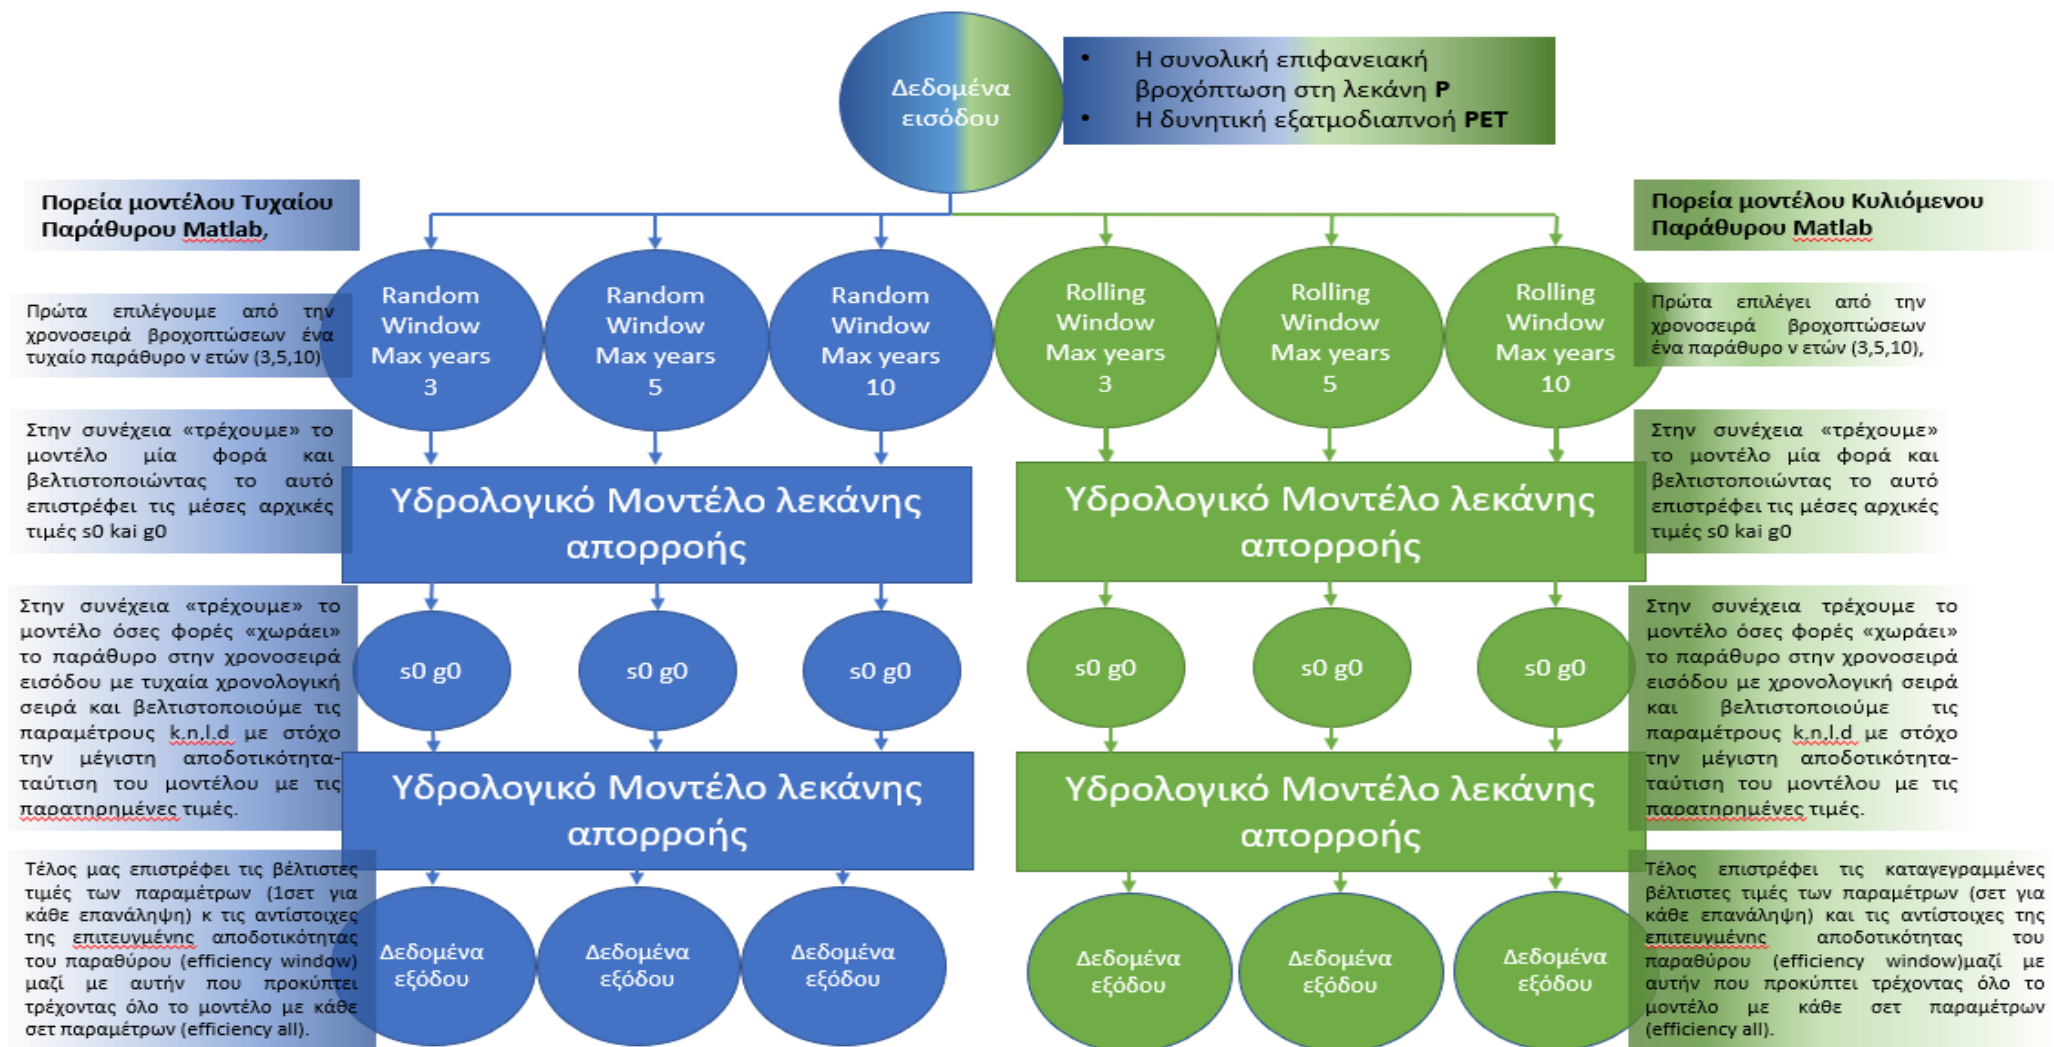 Δεδομένα
εισόδου
• Η συνολική επιφανειακή
βροχόπτωση στη λεκάνη P
• Η δυνητική εξατμοδιαπνοή PET
Πορεία μοντέλου Τυχαίου
Παράθυρου Matlab,
Πορεία μοντέλου Κυλιόμενου
Παράθυρου Matlab
Πρώτα επιλέγουμε από την
χρονοσειρά βροχοπτώσεων ένα
τυχαίο παράθυρο ν ετών (3,5,10)
Random
Window
Max years
3
Random
Window
Max years
5
Random
Window
Max years
10
Rolling
Window
Max years
3
Rolling
Window
Max years
5
Rolling
Window
Max years
10
Πρώτα επιλέγει από την
χρονοσειρά βροχοπτώσεων
ένα παράθυρο ν ετών (3,5,10),
Στην συνέχεια «τρέχουμε» το
μοντέλο μία φορά και
βελτιστοποιώντας το αυτό
επιστρέφει τις μέσες αρχικές
τιμές s0 kai g0
Υδρολογικό Μοντέλο λεκάνης
απορροής
Υδρολογικό Μοντέλο λεκάνης
απορροής
Στην συνέχεια «τρέχουμε»
το μοντέλο μία φορά και
βελτιστοποιώντας το αυτό
επιστρέφει τις μέσες αρχικές
τιμές s0 kai g0
Στην συνέχεια «τρέχουμε» το
μοντέλο όσες φορές «χωράει»
το παράθυρο στην χρονοσειρά
εισόδου με τυχαία χρονολογική
σειρά και βελτιστοποιούμε τις
παραμέτρους k,n,l,d με στόχο
την μέγιστη αποδοτικότητα-
ταύτιση του μοντέλου με τις
παρατηρημένες τιμές.
s0 g0
s0 g0
s0 g0
s0 g0
s0 g0
s0 g0
Στην συνέχεια τρέχουμε το
μοντέλο όσες φορές «χωράει»
το παράθυρο στην χρονοσειρά
εισόδου με χρονολογική σειρά
και βελτιστοποιούμε τις
παραμέτρους k,n,l,d με στόχο
την μέγιστη αποδοτικότητα-
ταύτιση του μοντέλου με τις
παρατηρημένες τιμές.
Υδρολογικό Μοντέλο λεκάνης
απορροής
Υδρολογικό Μοντέλο λεκάνης
απορροής
Τέλος μας επιστρέφει τις βέλτιστες
τιμές των παραμέτρων (1σετ για
κάθε επανάληψη) κ τις αντίστοιχες
της επιτευγμένης αποδοτικότητας
του παραθύρου (efficiency window)
μαζί με αυτήν που προκύπτει
τρέχοντας όλο το μοντέλο με κάθε
σετ παραμέτρων (efficiency all).
Δεδομένα
εξόδου
Δεδομένα
εξόδου
Δεδομένα
εξόδου
Δεδομένα
εξόδου
Δεδομένα
εξόδου
Δεδομένα
εξόδου
Τέλος επιστρέφει τις καταγεγραμμένες
βέλτιστες τιμές των παραμέτρων (σετ για
κάθε επανάληψη) και τις αντίστοιχες της
επιτευγμένης αποδοτικότητας του
παραθύρου (efficiency window)μαζί με
αυτήν που προκύπτει τρέχοντας όλο το
μοντέλο με κάθε σετ παραμέτρων
(efficiency all).